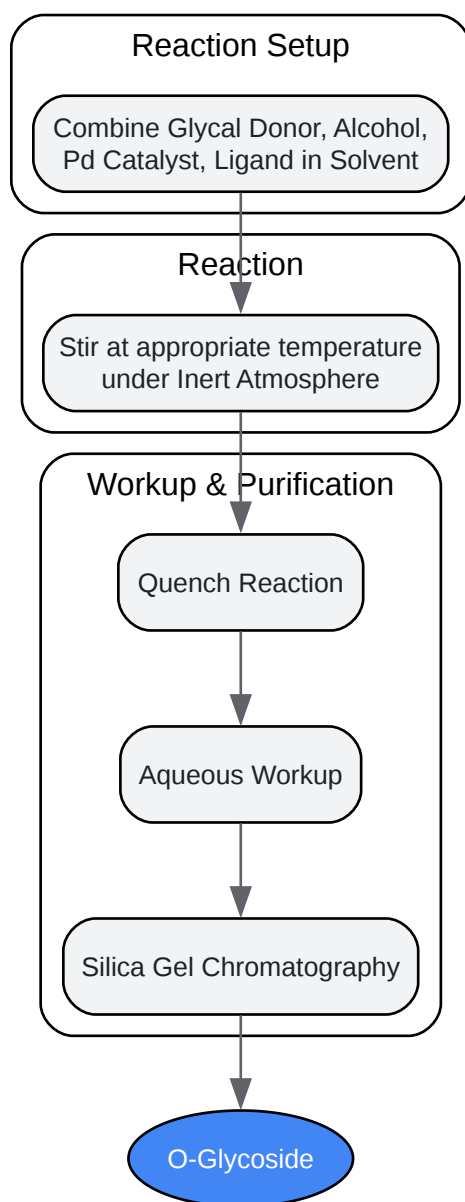 Reaction Setup
Combine Glycal Donor, Alcohol,
Pd Catalyst, Ligand in Solvent
Reaction
Stir at appropriate temperature
under Inert Atmosphere
Workup & Purification
Quench Reaction
Aqueous Workup
Silica Gel Chromatography
O-Glycoside